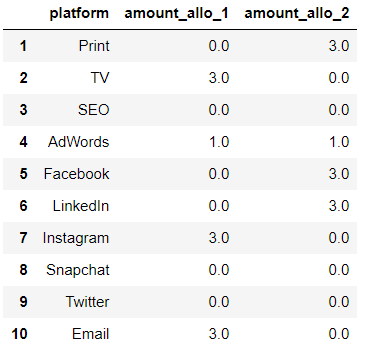 platform amount_allo_1 amount_allo_2
1 Print 0.0 3.0
2 TV 3.0 0.0
3 SEO 0.0 0.0
4 AdWords 1.0 1.0
5 Facebook 0.0 3.0
6 LinkedIn 0.0 3.0
7 Instagram 3.0 0.0
8 Snapchat 0.0 0.0
9 Twitter 0.0 0.0
10 Email 3.0 0.0